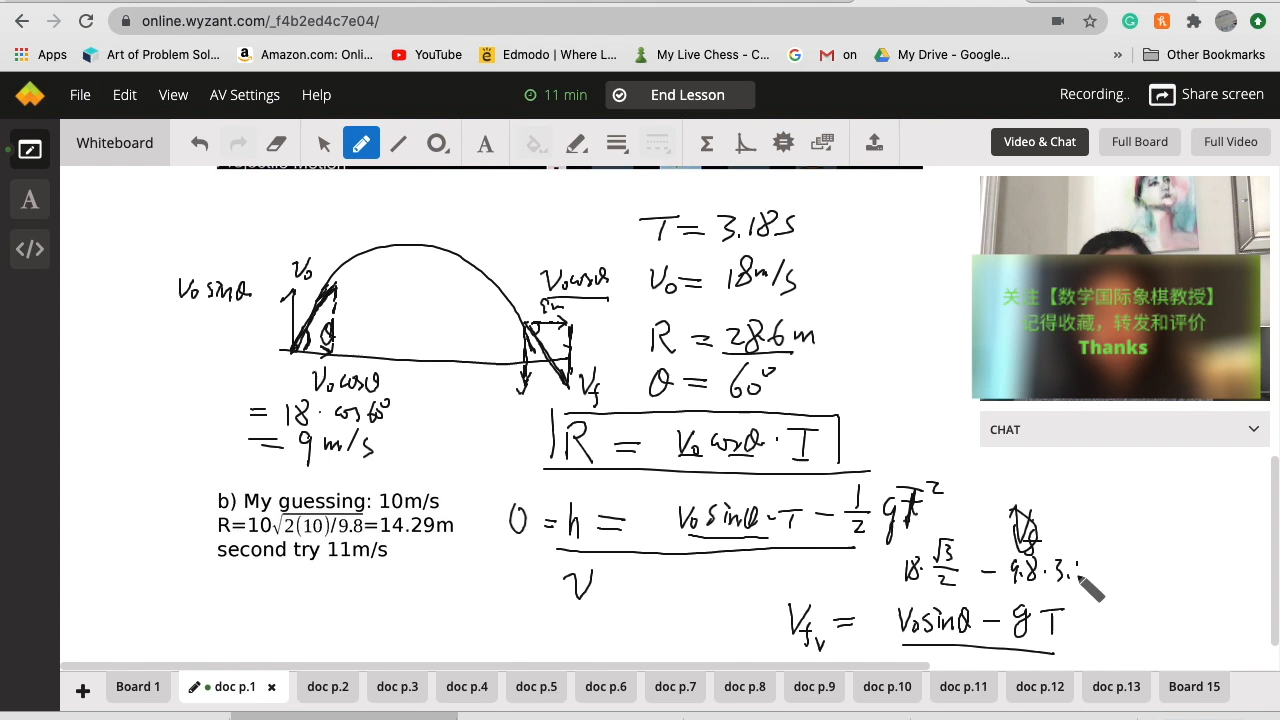 online.wyzant.com/_f4b2ed4c7e04/
Apps Art of Problem Sol... Amazon.com: Onli... YouTube Edmodo | Where L... My Live Chess - C... on My Drive - Google... » Other Bookmarks
File Edit View AV Settings Help 11 min End Lesson Recording.. Share screen
Whiteboard A Σ Video & Chat Full Board Full Video
T = 3.18s
V₀ = 18m/s
R = 28.6m
θ = 60°
V₀ sinθ
V₀
θ
V₀cosθ
V₀cosθ
= 18 · cos60°
= 9 m/s
Vf
R = V₀ cosθ · T
0 = h = V₀ sinθ · T − 1/2 gT²
V
18 · √3/2 − 9.8 · 3.
Vfv = V₀sinθ − g T
b) My guessing: 10m/s
R=10√2(10)/9.8=14.29m
second try 11m/s
关注【数学国际象棋教授】
记得收藏，转发和评价
Thanks
CHAT
Board 1 doc p.1 doc p.2 doc p.3 doc p.4 doc p.5 doc p.6 doc p.7 doc p.8 doc p.9 doc p.10 doc p.11 doc p.12 doc p.13 Board 15